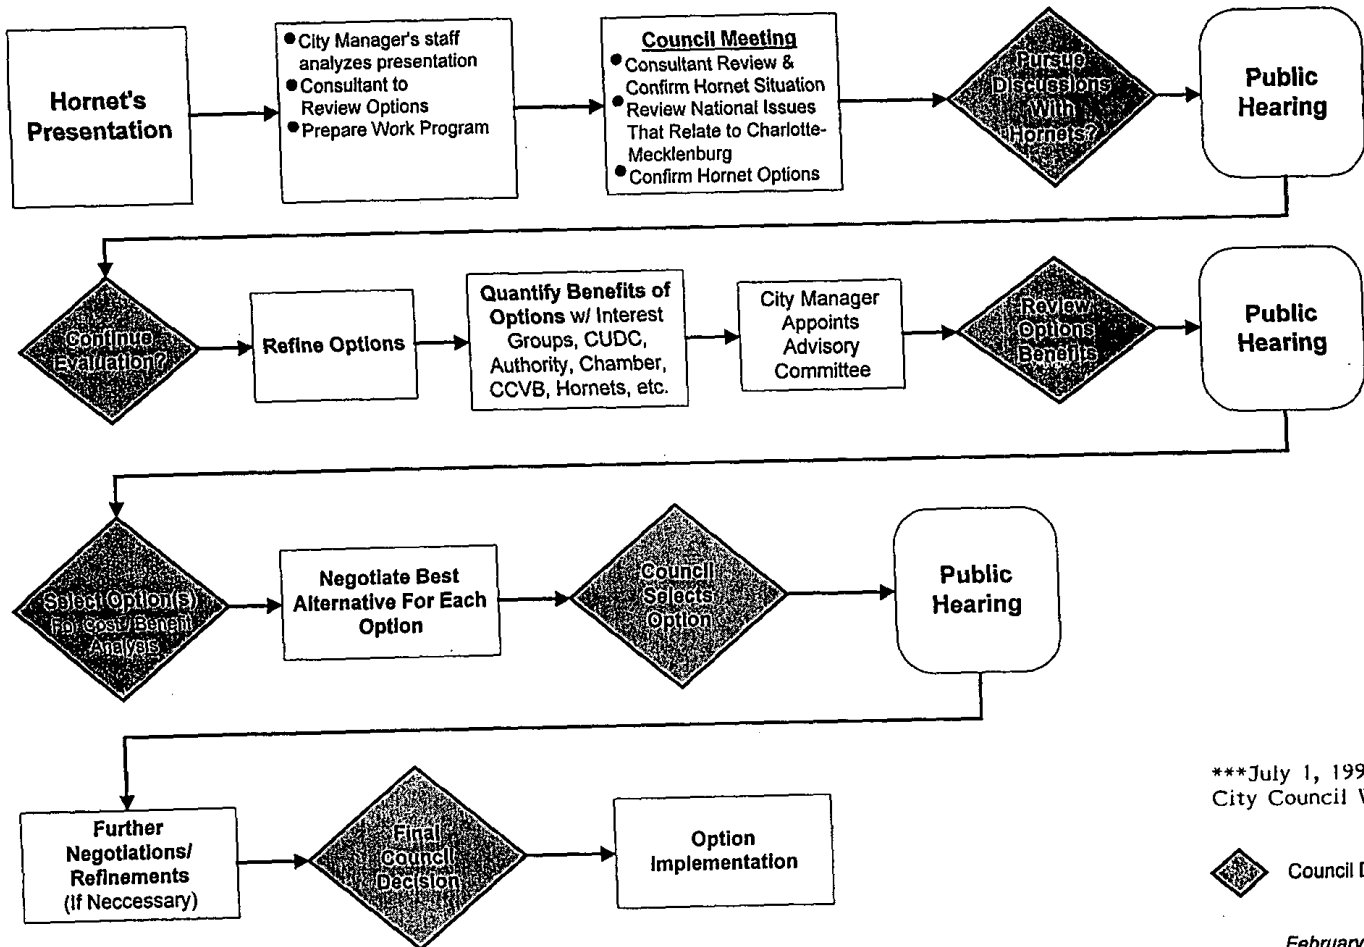 Hornet's
Presentation
● City Manager's staff
analyzes presentation
● Consultant to
Review Options
● Prepare Work Program
Council Meeting
● Consultant Review &
Confirm Hornet Situation
● Review National Issues
That Relate to Charlotte-
Mecklenburg
● Confirm Hornet Options
Pursue
Discussions
With
Hornets?
Public
Hearing
Continue
Evaluation?
Refine Options
Quantify Benefits of
Options w/ Interest
Groups, CUDC,
Authority, Chamber,
CCVB, Hornets, etc.
City Manager
Appoints
Advisory
Committee
Review
Options
Benefits
Public
Hearing
Select Option(s)
For Cost/Benefit
Analysis
Negotiate Best
Alternative For Each
Option
Council
Selects
Option
Public
Hearing
Further
Negotiations/
Refinements
(If Neccessary)
Final
Council
Decision
Option
Implementation
***July 1, 199
City Council
Council
February